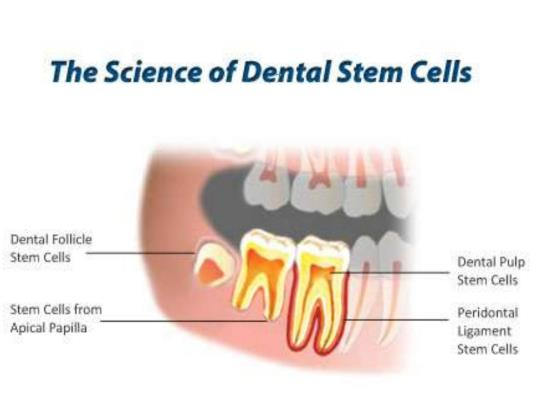 The Science of Dental Stem Cells
Dental Follicle
Stem Cells
Stem Cells from
Apical Papilla
Dental Pulp
Stem Cells
Peridontal
Ligament
Stem Cells